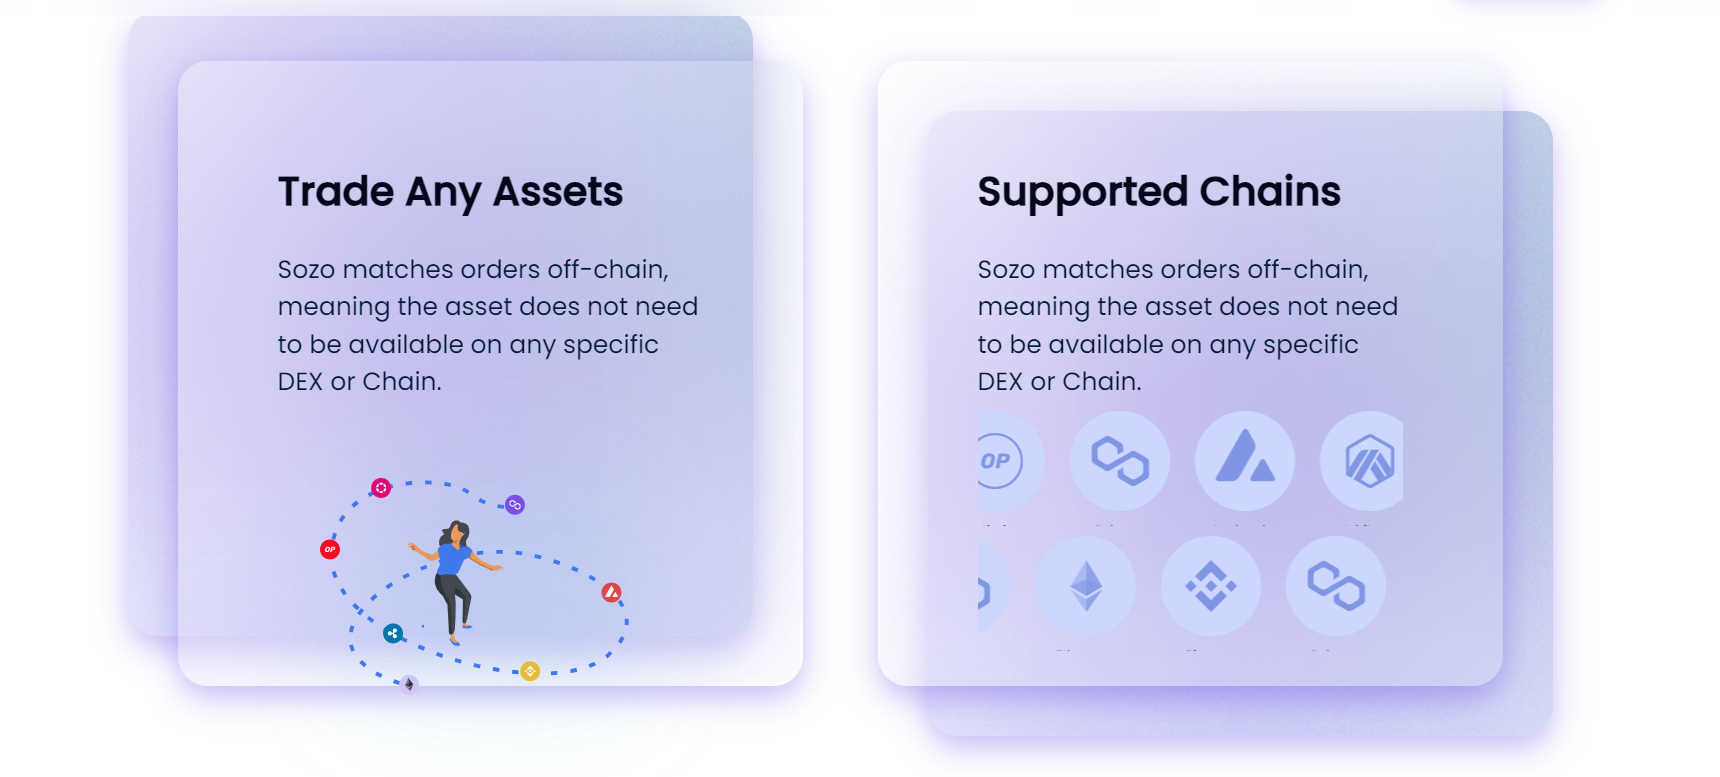 Trade Any Assets
Sozo matches orders off-chain,
meaning the asset does not need
to be available on any specific
DEX or Chain.
OP
Supported Chains
Sozo matches orders off-chain,
meaning the asset does not need
to be available on any specific
DEX or Chain.
OP